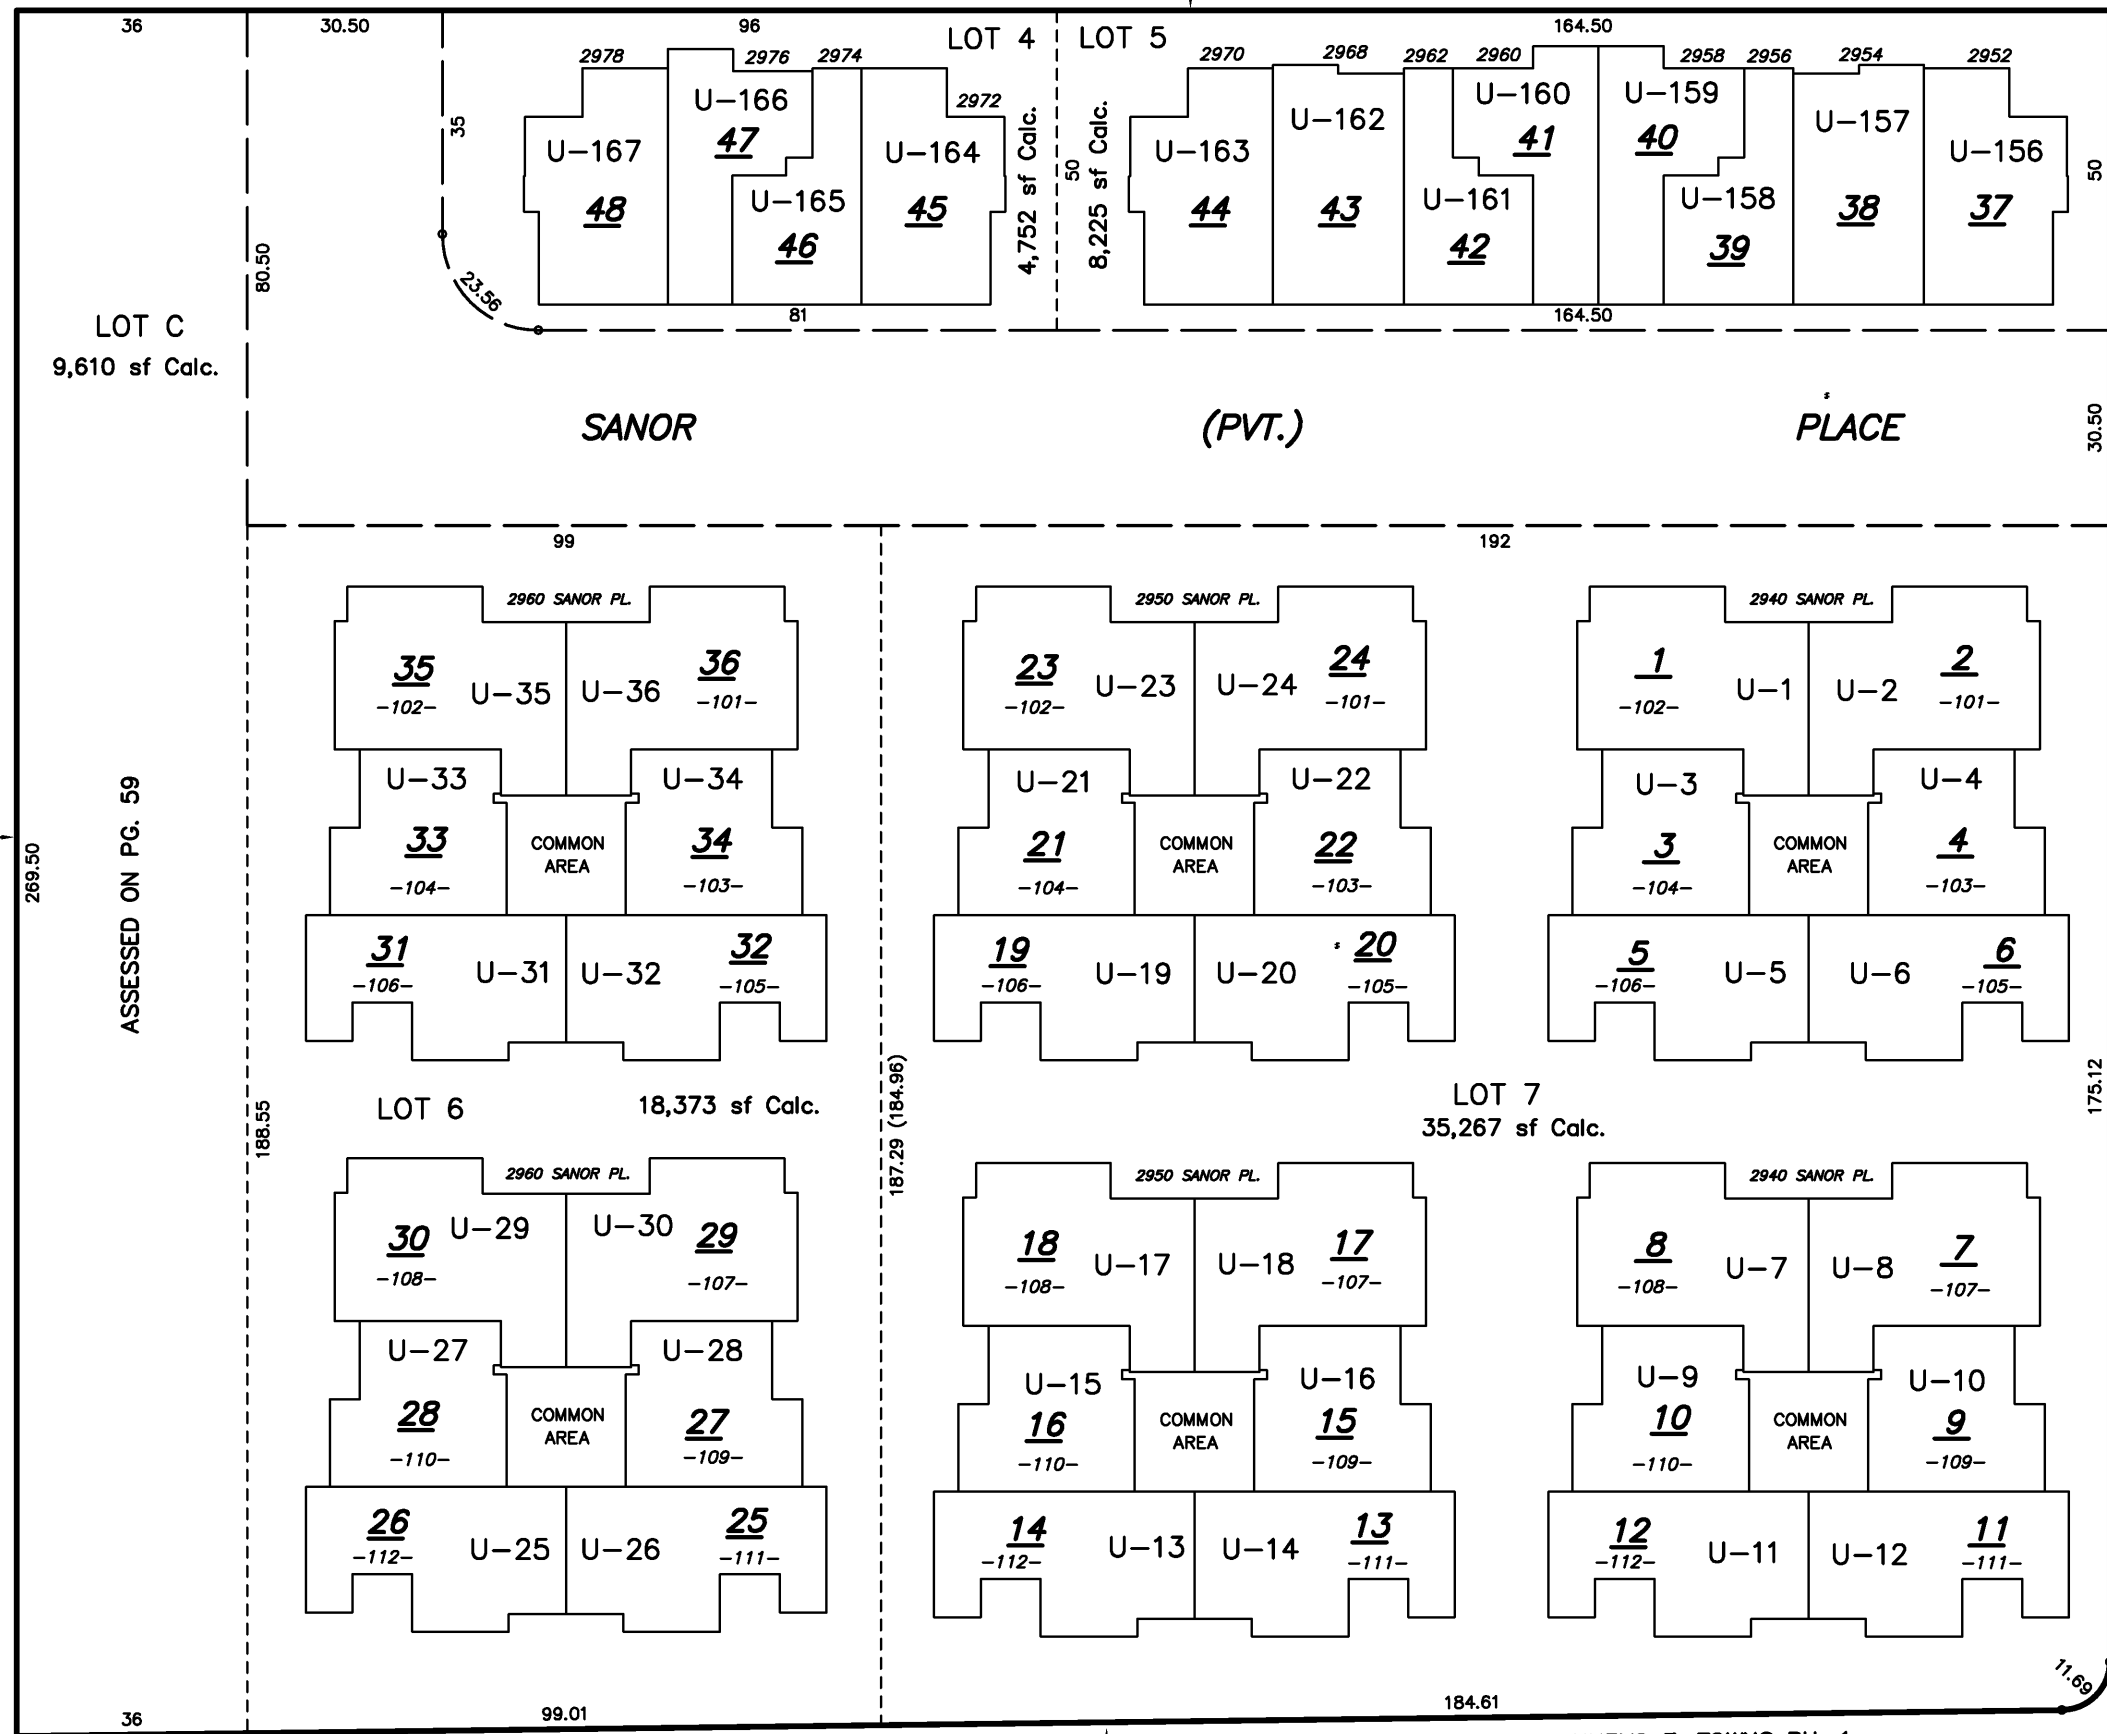 36
30.50
96
LOT 4
LOT 5
164.50
2978
2976
2974
2972
2970
2968
2962
2960
2958
2956
2954
2952
35
U-167
48
U-166
47
U-165
46
U-164
45
4,752 sf Calc.
50
8,225 sf Calc.
U-163
44
U-162
43
U-161
42
U-160
41
U-159
40
U-158
39
U-157
38
U-156
37
50
80.50
23.56
81
164.50
LOT C
9,610 sf Calc.
SANOR (PVT.) PLACE
s
30.50
99
192
2960 SANOR PL.
35
-102-
U-35
U-36
36
-101-
U-33
33
-104-
COMMON
AREA
U-34
34
-103-
31
-106-
U-31
U-32
32
-105-
2950 SANOR PL.
23
-102-
U-23
U-24
24
-101-
U-21
21
-104-
COMMON
AREA
U-22
22
-103-
19
-106-
U-19
U-20
s
20
-105-
2940 SANOR PL.
1
-102-
U-1
U-2
2
-101-
U-3
3
-104-
COMMON
AREA
U-4
4
-103-
5
-106-
U-5
U-6
6
-105-
269.50
ASSESSED ON PG. 59
188.55
LOT 6
18,373 sf Calc.
187.29 (184.96)
LOT 7
35,267 sf Calc.
175.12
2960 SANOR PL.
30
-108-
U-29
U-30
29
-107-
U-27
28
-110-
COMMON
AREA
U-28
27
-109-
26
-112-
U-25
U-26
25
-111-
2950 SANOR PL.
18
-108-
U-17
U-18
17
-107-
U-15
16
-110-
COMMON
AREA
U-16
15
-109-
14
-112-
U-13
U-14
13
-111-
2940 SANOR PL.
8
-108-
U-7
U-8
7
-107-
U-9
10
-110-
COMMON
AREA
U-10
9
-109-
12
-112-
U-11
U-12
11
-111-
11.69
36
99.01
184.61